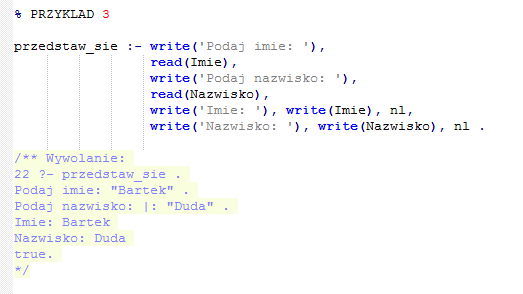 % PRZYKLAD 3
przedstaw_sie :- write('Podaj imie: '),
read(Imie),
write('Podaj nazwisko: '),
read(Nazwisko),
write('Imie: '), write(Imie), nl,
write('Nazwisko: '), write(Nazwisko), nl .
/** Wywolanie:
22 ?- przedstaw_sie .
Podaj imie: "Bartek" .
Podaj nazwisko: |: "Duda" .
Imie: Bartek
Nazwisko: Duda
true.
*/